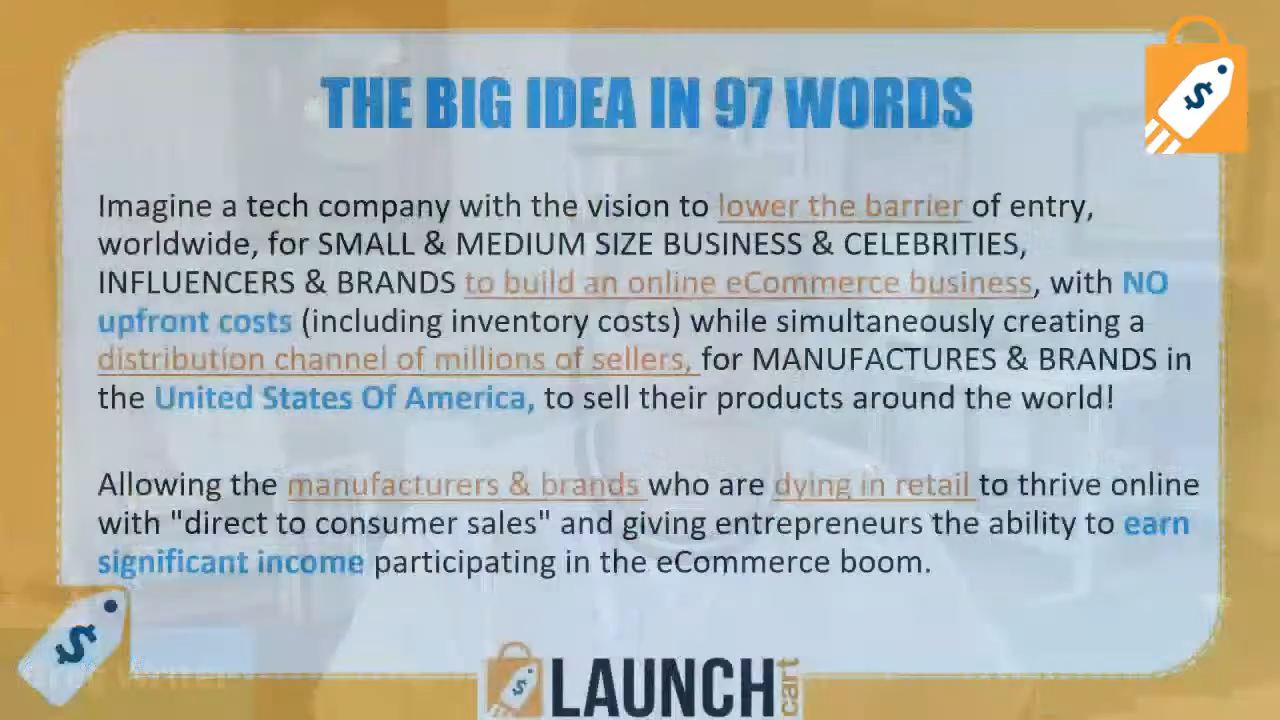 THE BIG IDEA IN 97 WORDS
Imagine a tech company with the vision to lower the barrier of entry,
worldwide, for SMALL & MEDIUM SIZE BUSINESS & CELEBRITIES,
INFLUENCERS & BRANDS to build an online eCommerce business, with NO
upfront costs (including inventory costs) while simultaneously creating a
distribution channel of millions of sellers, for MANUFACTURES & BRANDS in
the United States Of America, to sell their products around the world!
Allowing the manufacturers & brands who are dying in retail to thrive online
with "direct to consumer sales" and giving entrepreneurs the ability to earn
significant income participating in the eCommerce boom.
$
$
$
LAUNCH
cart